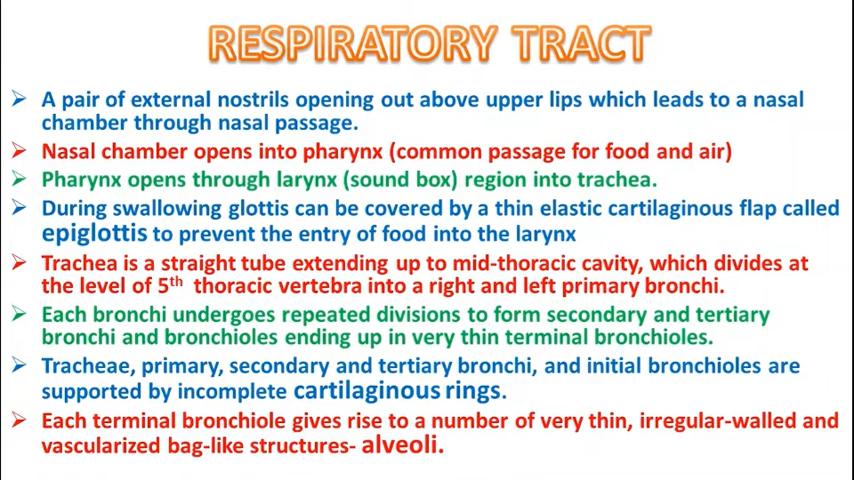 RESPIRATORY TRACT
➢ A pair of external nostrils opening out above upper lips which leads to a nasal
chamber through nasal passage.
➢ Nasal chamber opens into pharynx (common passage for food and air)
➢ Pharynx opens through larynx (sound box) region into trachea.
➢ During swallowing glottis can be covered by a thin elastic cartilaginous flap called
epiglottis to prevent the entry of food into the larynx
➢ Trachea is a straight tube extending up to mid-thoracic cavity, which divides at
the level of 5th thoracic vertebra into a right and left primary bronchi.
➢ Each bronchi undergoes repeated divisions to form secondary and tertiary
bronchi and bronchioles ending up in very thin terminal bronchioles.
➢ Tracheae, primary, secondary and tertiary bronchi, and initial bronchioles are
supported by incomplete cartilaginous rings.
➢ Each terminal bronchiole gives rise to a number of very thin, irregular-walled and
vascularized bag-like structures- alveoli.